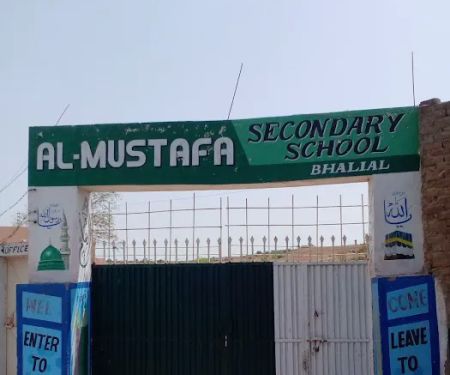 AL-MUSTAFA
SECONDARY
SCHOOL
BHALIAL
OFFICE
WEL
COME
ENTER
TO
LEAVE
TO